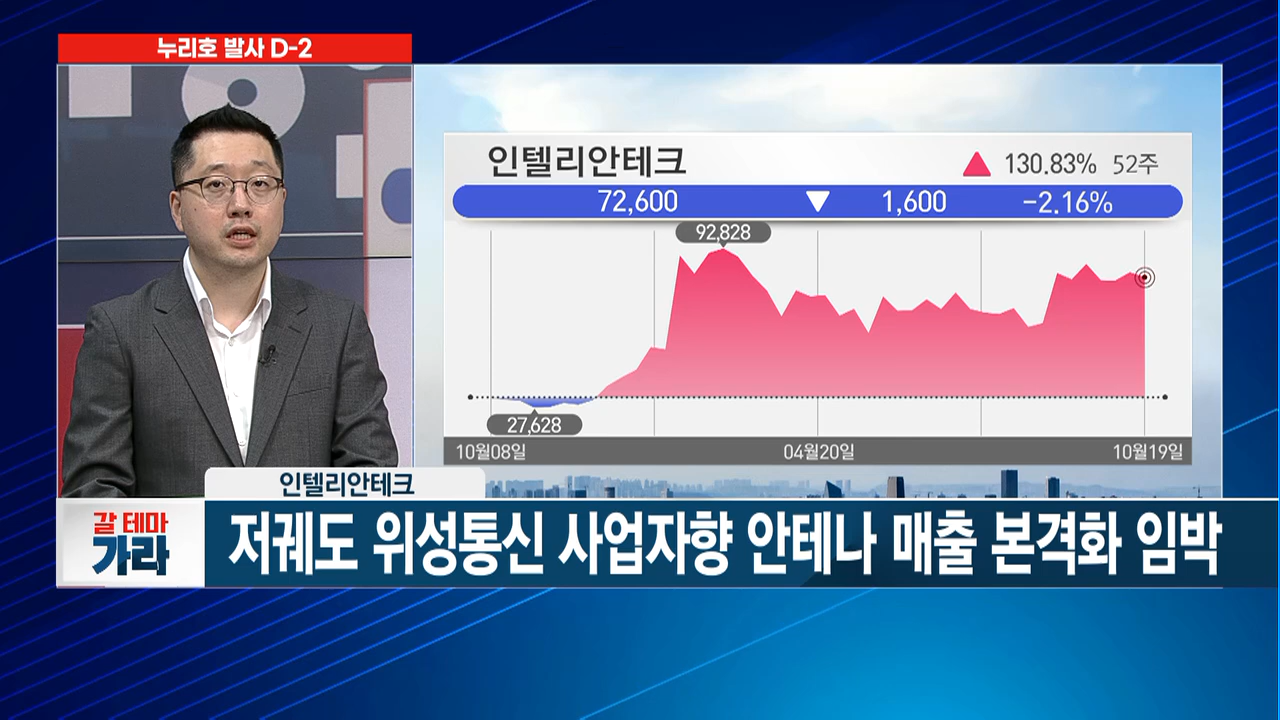 누리호 발사 D-2
인텔리안테크
▲ 130.83% 52주
72,600 ▼ 1,600 -2.16%
92,828
27,628
10월08일 04월20일 10월19일
인텔리안테크
갈 테마
가라
저궤도 위성통신 사업자향 안테나 매출 본격화 임박